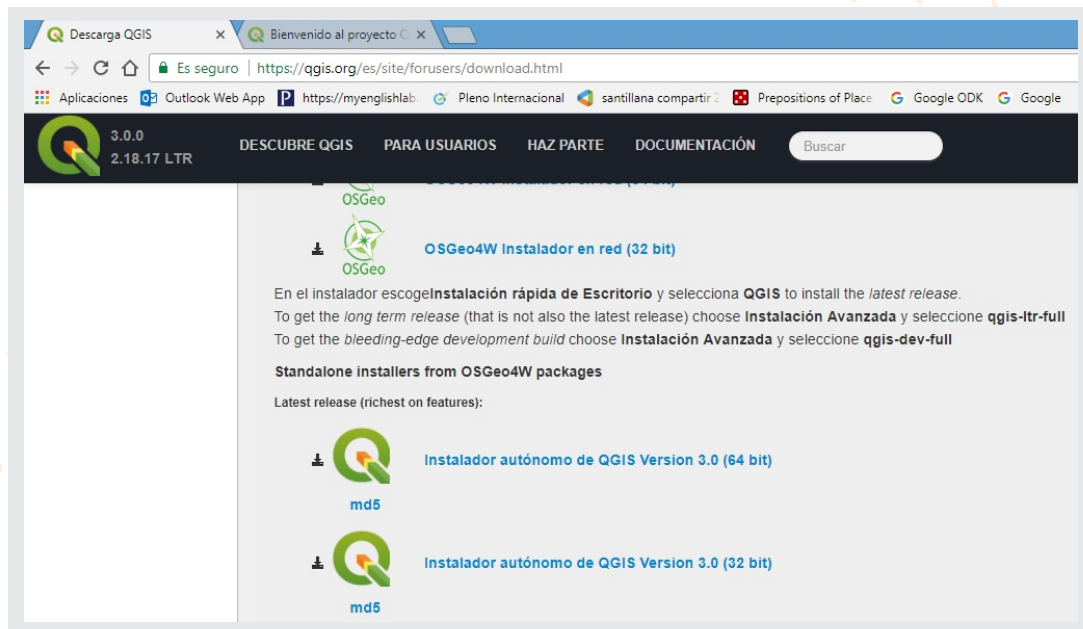 Descarga QGIS
Bienvenido al proyecto
Es seguro | https://qgis.org/es/site/forusers/download.html
Aplicaciones Outlook Web App https://myenglishlab. Pleno Internacional santillana compartir 2 Prepositions of Place Google ODK Google
3.0.0
2.18.17 LTR
DESCUBRE QGIS PARA USUARIOS HAZ PARTE DOCUMENTACIÓN Buscar
OSGeo
OSGeo4W Instalador en red (32 bit)
OSGeo
En el instalador escogeInstalación rápida de Escritorio y selecciona QGIS to install the latest release.
To get the long term release (that is not also the latest release) choose Instalación Avanzada y seleccione qgis-ltr-full
To get the bleeding-edge development build choose Instalación Avanzada y seleccione qgis-dev-full
Standalone installers from OSGeo4W packages
Latest release (richest on features):
Instalador autónomo de QGIS Version 3.0 (64 bit)
md5
Instalador autónomo de QGIS Version 3.0 (32 bit)
md5